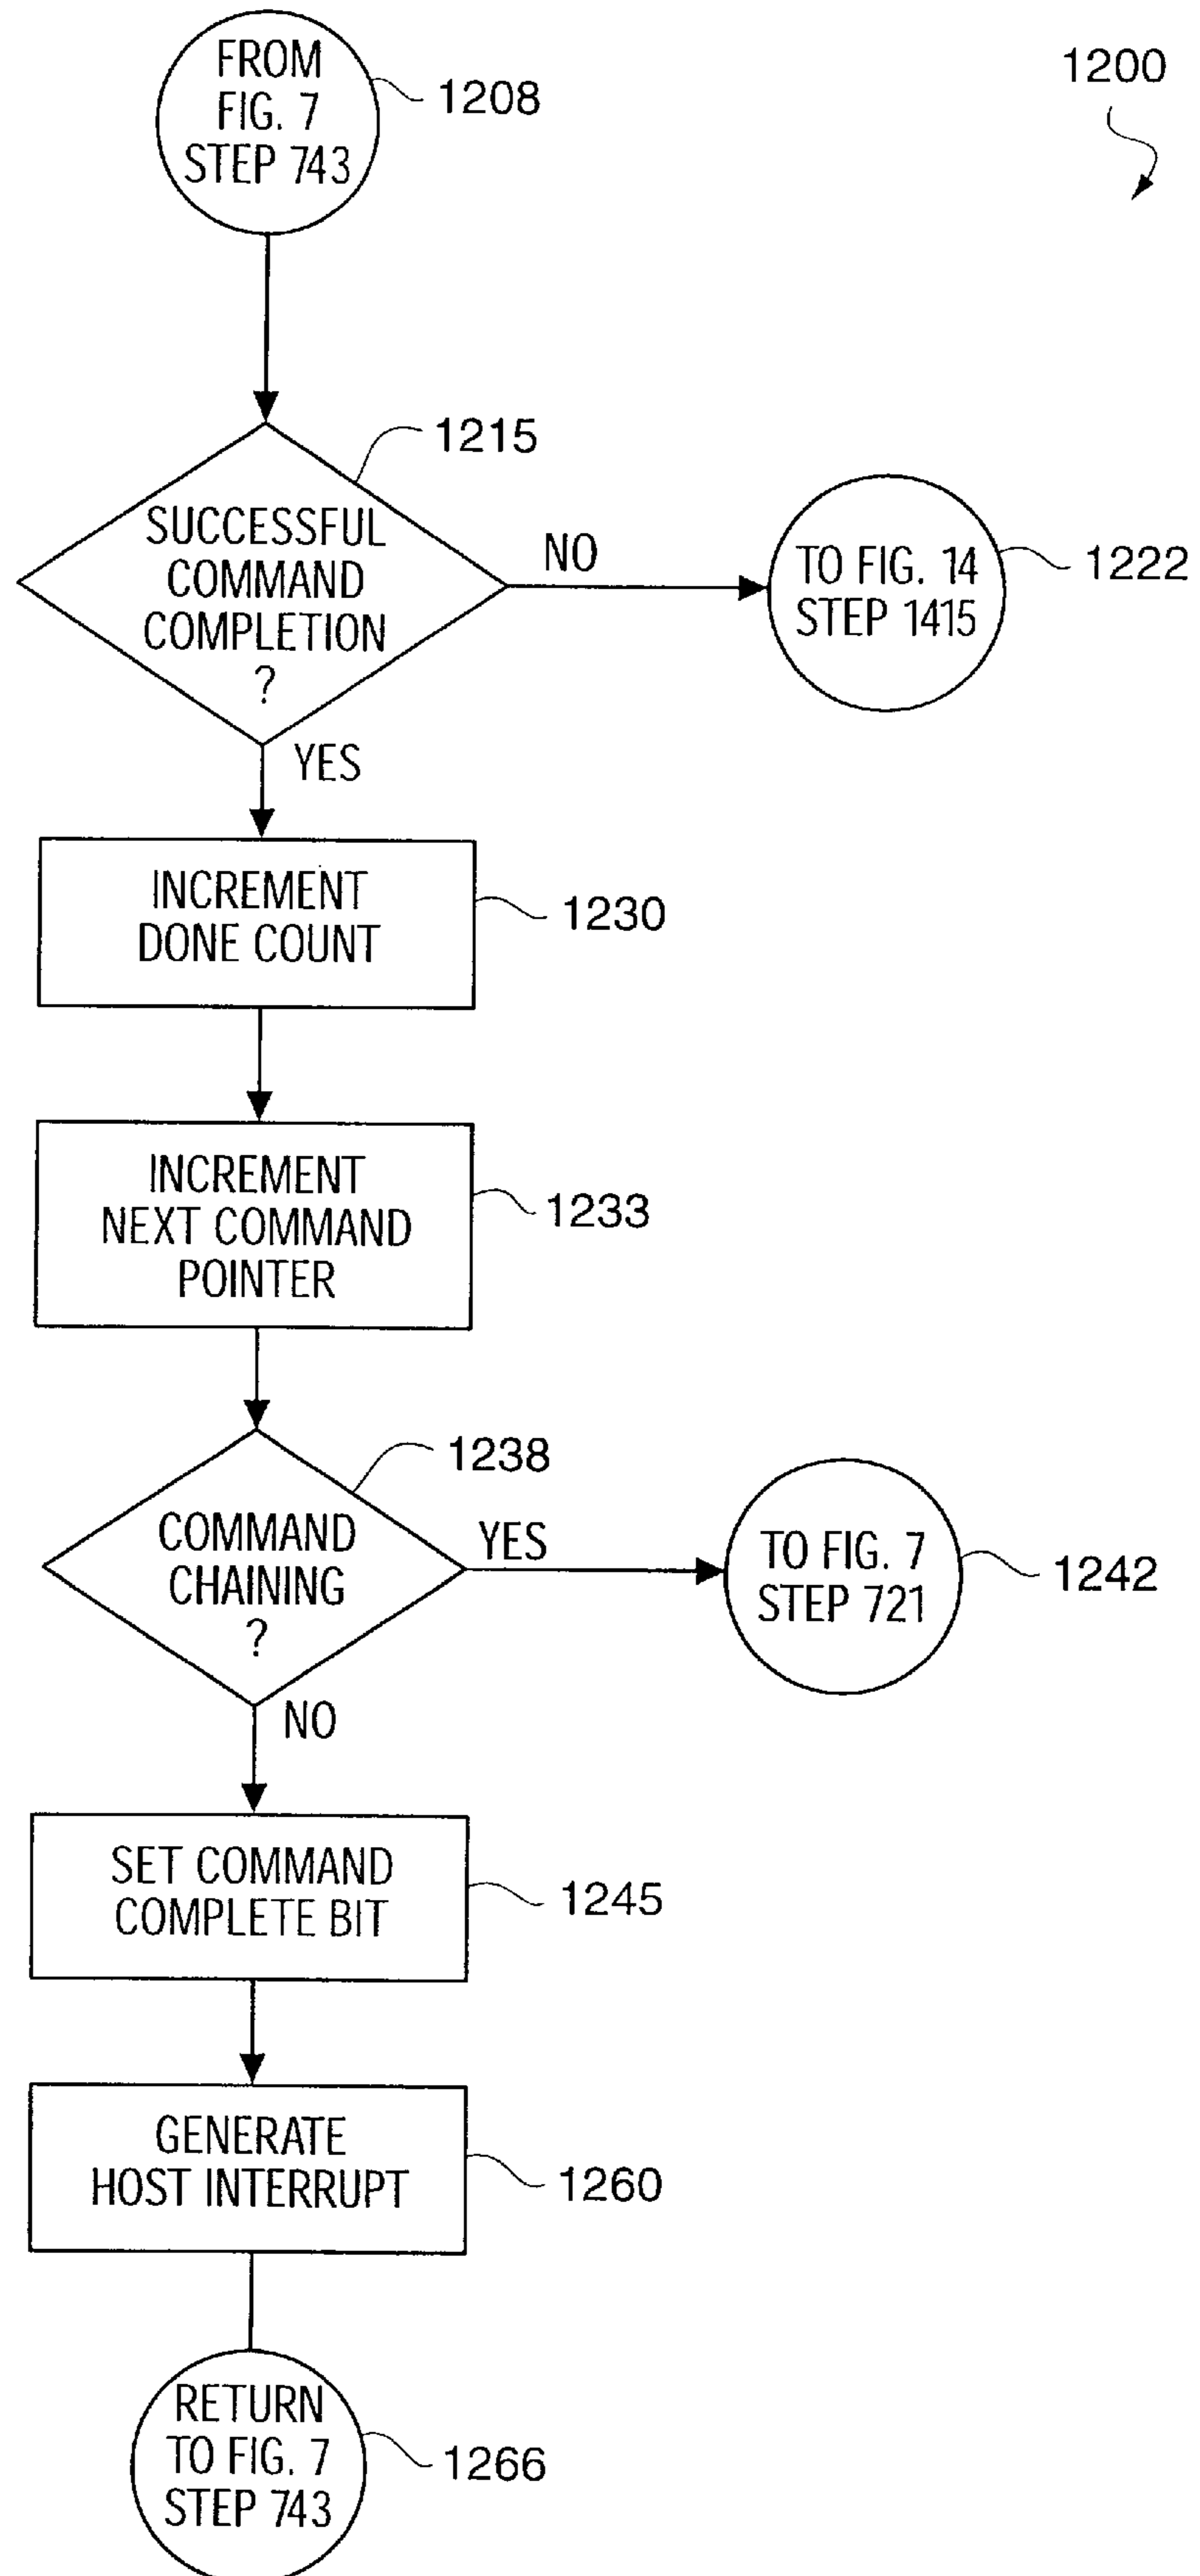 FROM
FIG. 7
STEP 743
1208
1200
1215
SUCCESSFUL
COMMAND
COMPLETION
?
NO
TO FIG. 14
STEP 1415
1222
YES
INCREMENT
DONE COUNT
1230
INCREMENT
NEXT COMMAND
POINTER
1233
1238
COMMAND
CHAINING
?
YES
TO FIG. 7
STEP 721
1242
NO
SET COMMAND
COMPLETE BIT
1245
GENERATE
HOST INTERRUPT
1260
RETURN
TO FIG. 7
STEP 743
1266